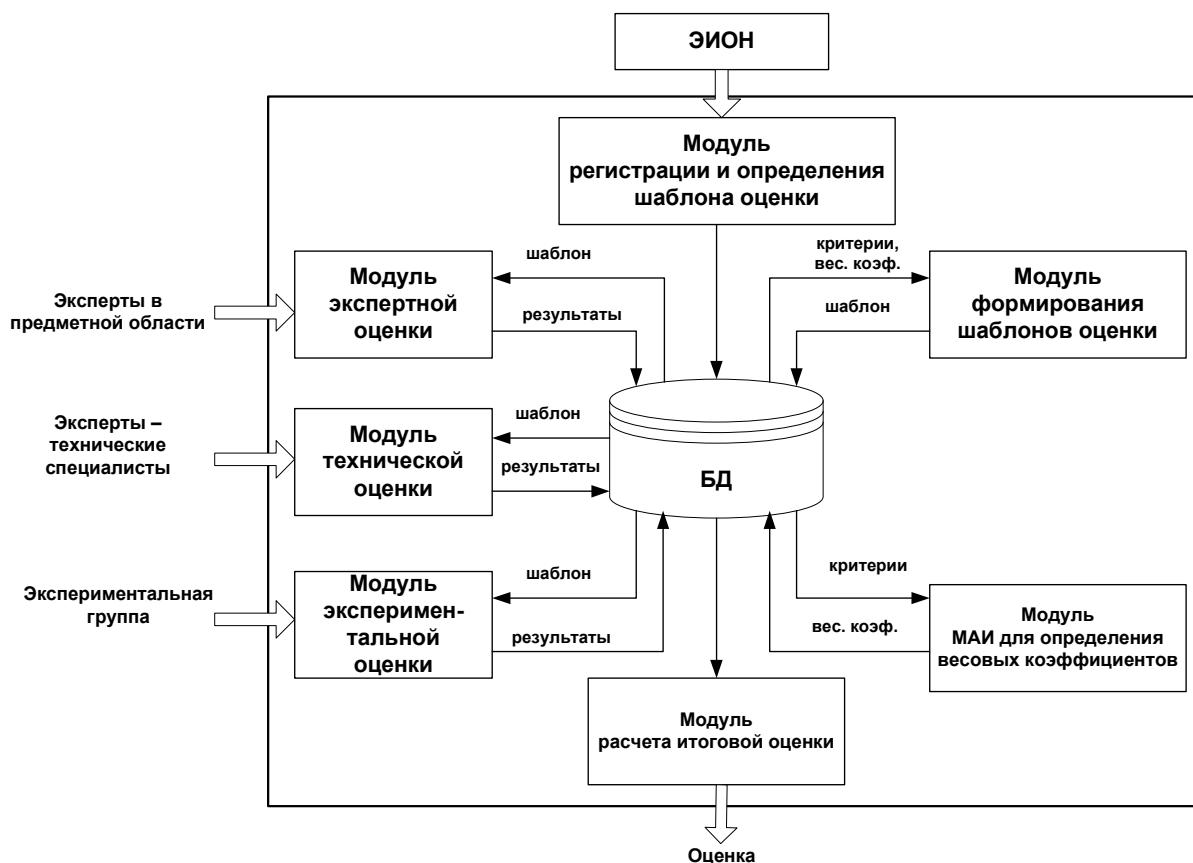 ЭИОН
Модуль
регистрации и определения
шаблона оценки
Эксперты в
предметной области
Модуль
экспертной
оценки
шаблон
результаты
критерии,
вес. коэф.
шаблон
Модуль
формирования
шаблонов оценки
Эксперты –
технические
специалисты
Модуль
технической
оценки
шаблон
результаты
БД
Экспериментальная
группа
Модуль
эксперимен-
тальной
оценки
шаблон
результаты
критерии
вес. коэф.
Модуль
МАИ для определения
весовых коэффициентов
Модуль
расчета итоговой оценки
Оценка